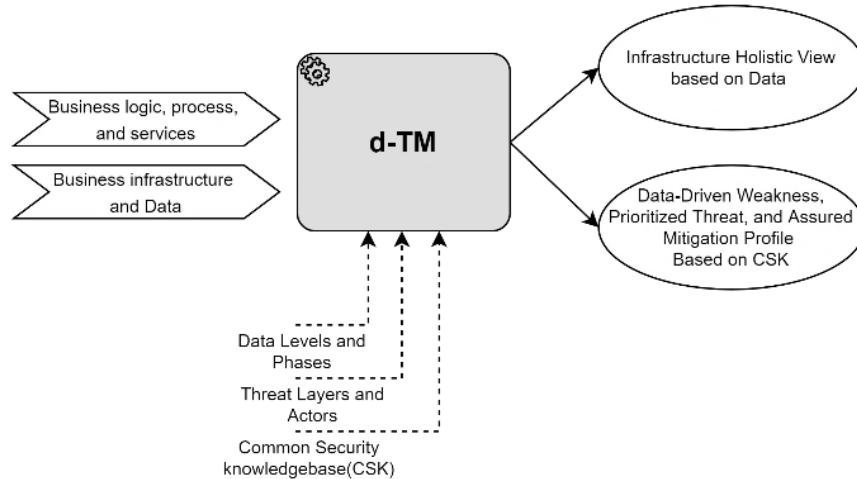 Business logic, process,
and services
Business infrastructure
and Data
d-TM
Infrastructure Holistic View
based on Data
Data-Driven Weakness,
Prioritized Threat, and Assured
Mitigation Profile
Based on CSK
Data Levels and
Phases
Threat Layers and
Actors
Common Security
knowledgebase(CSK)